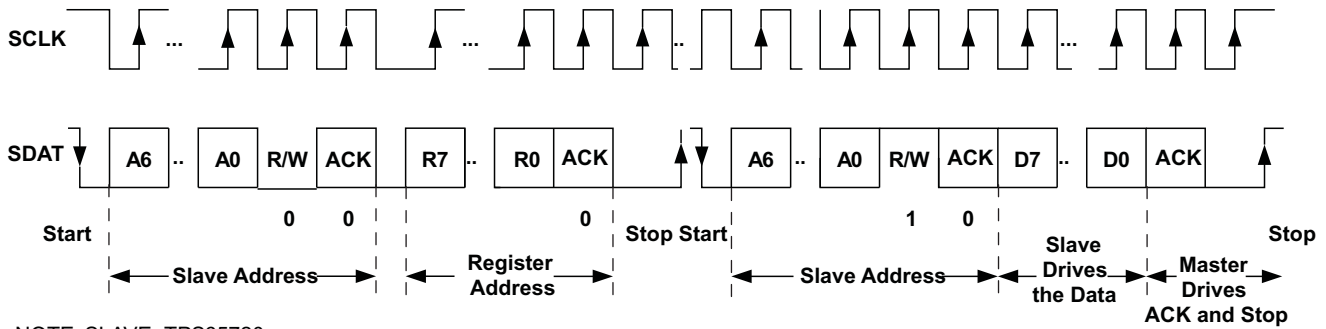 SCLK ... ... .. ...
SDAT A6 .. A0 R/W ACK R7 .. R0 ACK A6 .. A0 R/W ACK D7 .. D0 ACK
0 0 0 1 0
Start Stop Start Stop
Slave Address
Register
Address
Slave Address
Slave
Drives
the Data
Master
Drives
ACK and Stop